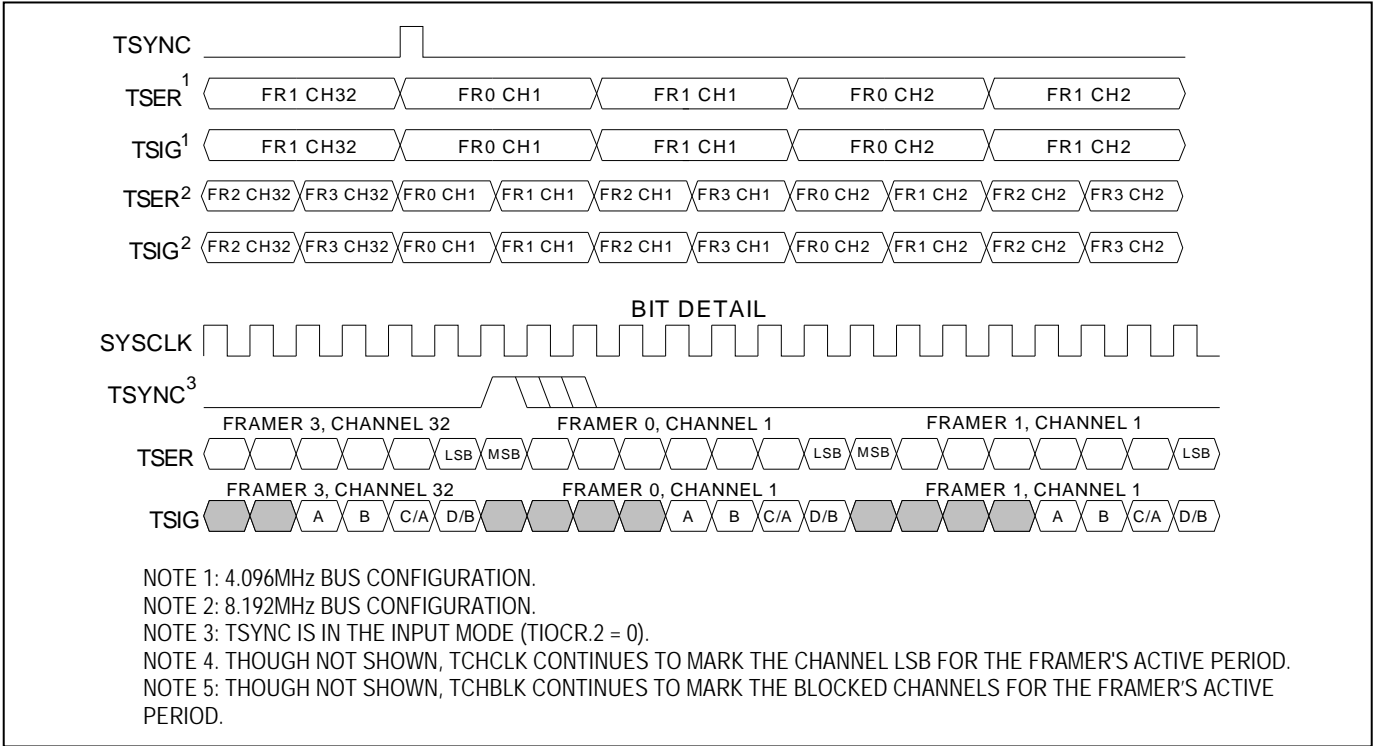 TSYNC
TSER1 FR1 CH32 FR0 CH1 FR1 CH1 FR0 CH2 FR1 CH2
TSIG1 FR1 CH32 FR0 CH1 FR1 CH1 FR0 CH2 FR1 CH2
TSER2 FR2 CH32 FR3 CH32 FR0 CH1 FR1 CH1 FR2 CH1 FR3 CH1 FR0 CH2 FR1 CH2 FR2 CH2 FR3 CH2
TSIG2 FR2 CH32 FR3 CH32 FR0 CH1 FR1 CH1 FR2 CH1 FR3 CH1 FR0 CH2 FR1 CH2 FR2 CH2 FR3 CH2
BIT DETAIL
SYSCLK
TSYNC3
FRAMER 3, CHANNEL 32 FRAMER 0, CHANNEL 1 FRAMER 1, CHANNEL 1
TSER LSB MSB LSB MSB LSB
FRAMER 3, CHANNEL 32 FRAMER 0, CHANNEL 1 FRAMER 1, CHANNEL 1
TSIG A B C/A D/B A B C/A D/B A B C/A D/B
NOTE 1: 4.096MHz BUS CONFIGURATION.
NOTE 2: 8.192MHz BUS CONFIGURATION.
NOTE 3: TSYNC IS IN THE INPUT MODE (TIOCR.2 = 0).
NOTE 4. THOUGH NOT SHOWN, TCHCLK CONTINUES TO MARK THE CHANNEL LSB FOR THE FRAMER'S ACTIVE PERIOD.
NOTE 5: THOUGH NOT SHOWN, TCHBLK CONTINUES TO MARK THE BLOCKED CHANNELS FOR THE FRAMER'S ACTIVE
PERIOD.